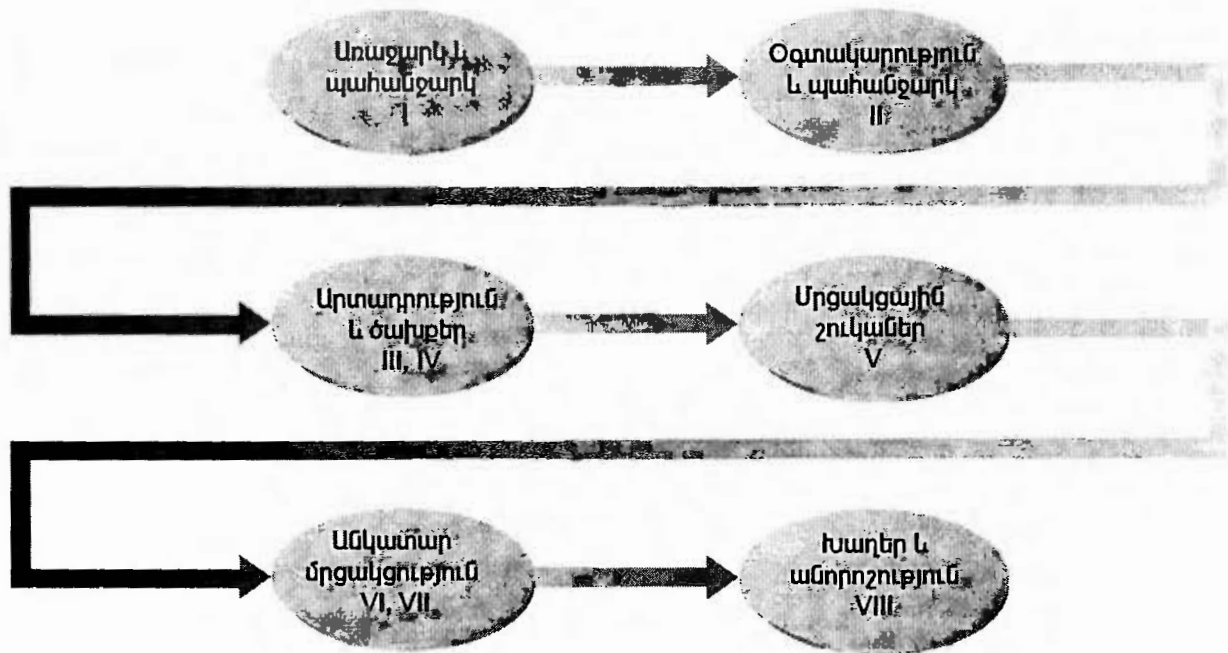 Առաջարկ և
պահանջարկ
I
Օգտակարություն
և պահանջարկ
II
Արտադրություն
և ծախքեր
III, IV
Մրցակցային
շուկաներ
V
Անկատար
մրցակցություն
VI, VII
Խաղեր և
անորոշություն
VIII